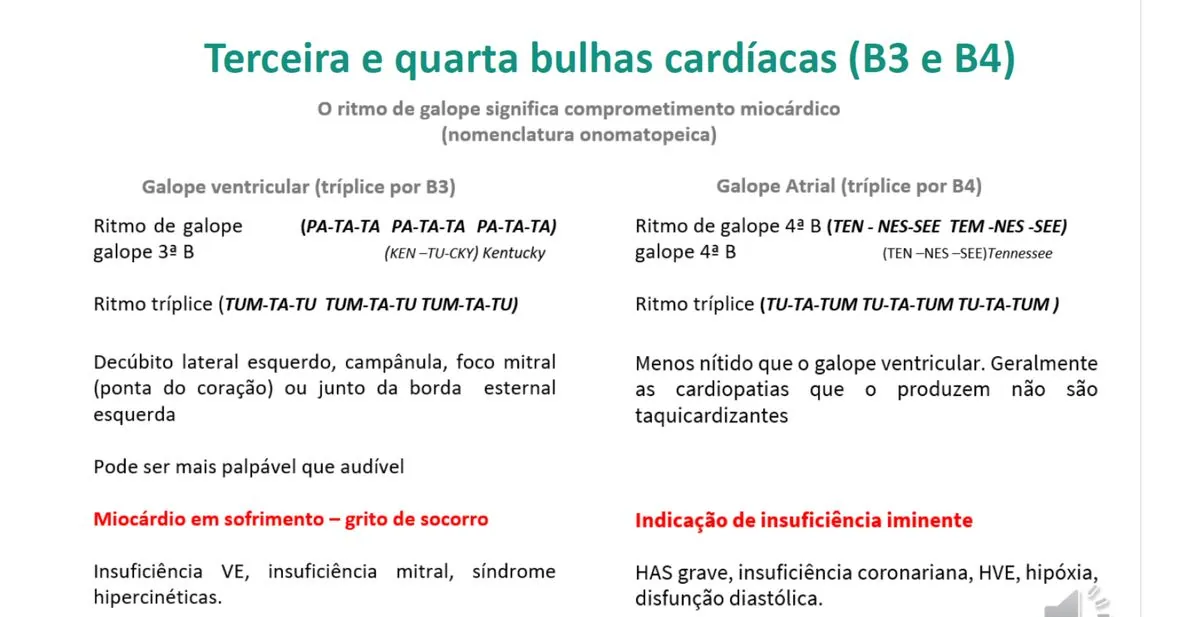 Terceira e quarta bulhas cardíacas (B3 e B4)
O ritmo de galope significa comprometimento miocárdico
(nomenclatura onomatopeica)
Galope ventricular (tríplice por B3)
Ritmo de galope (PA-TA-TA PA-TA-TA PA-TA-TA)
galope 3ª B (KEN –TU-CKY) Kentucky
Ritmo tríplice (TUM-TA-TU TUM-TA-TU TUM-TA-TU)
Decúbito lateral esquerdo, campânula, foco mitral
(ponta do coração) ou junto da borda esternal
esquerda
Pode ser mais palpável que audível
Miocárdio em sofrimento – grito de socorro
Insuficiência VE, insuficiência mitral, síndrome
hipercinéticas.
Galope Atrial (tríplice por B4)
Ritmo de galope 4ª B (TEN - NES-SEE TEM -NES -SEE)
galope 4ª B (TEN –NES –SEE)Tennessee
Ritmo tríplice (TU-TA-TUM TU-TA-TUM TU-TA-TUM )
Menos nítido que o galope ventricular. Geralmente
as cardiopatias que o produzem não são
taquicardizantes
Indicação de insuficiência iminente
HAS grave, insuficiência coronariana, HVE, hipóxia,
disfunção diastólica.